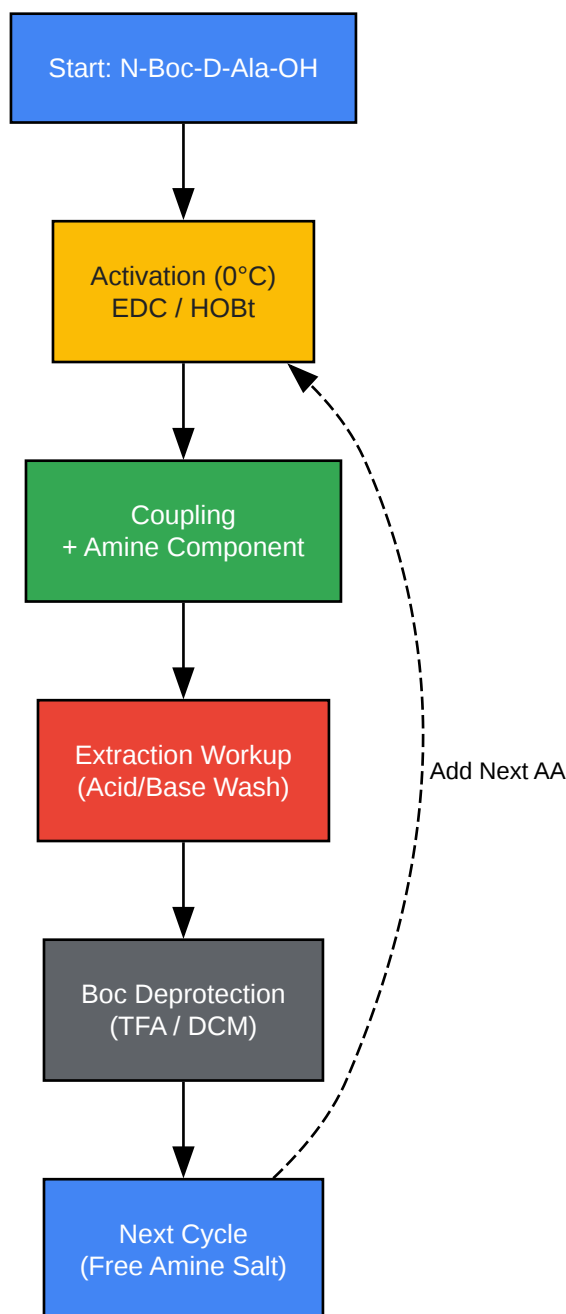 Start: N-Boc-D-Ala-OH
Activation (0°C)
EDC / HOBt
Coupling
+ Amine Component
Extraction Workup
(Acid/Base Wash)
Add Next AA
Boc Deprotection
(TFA / DCM)
Next Cycle
(Free Amine Salt)